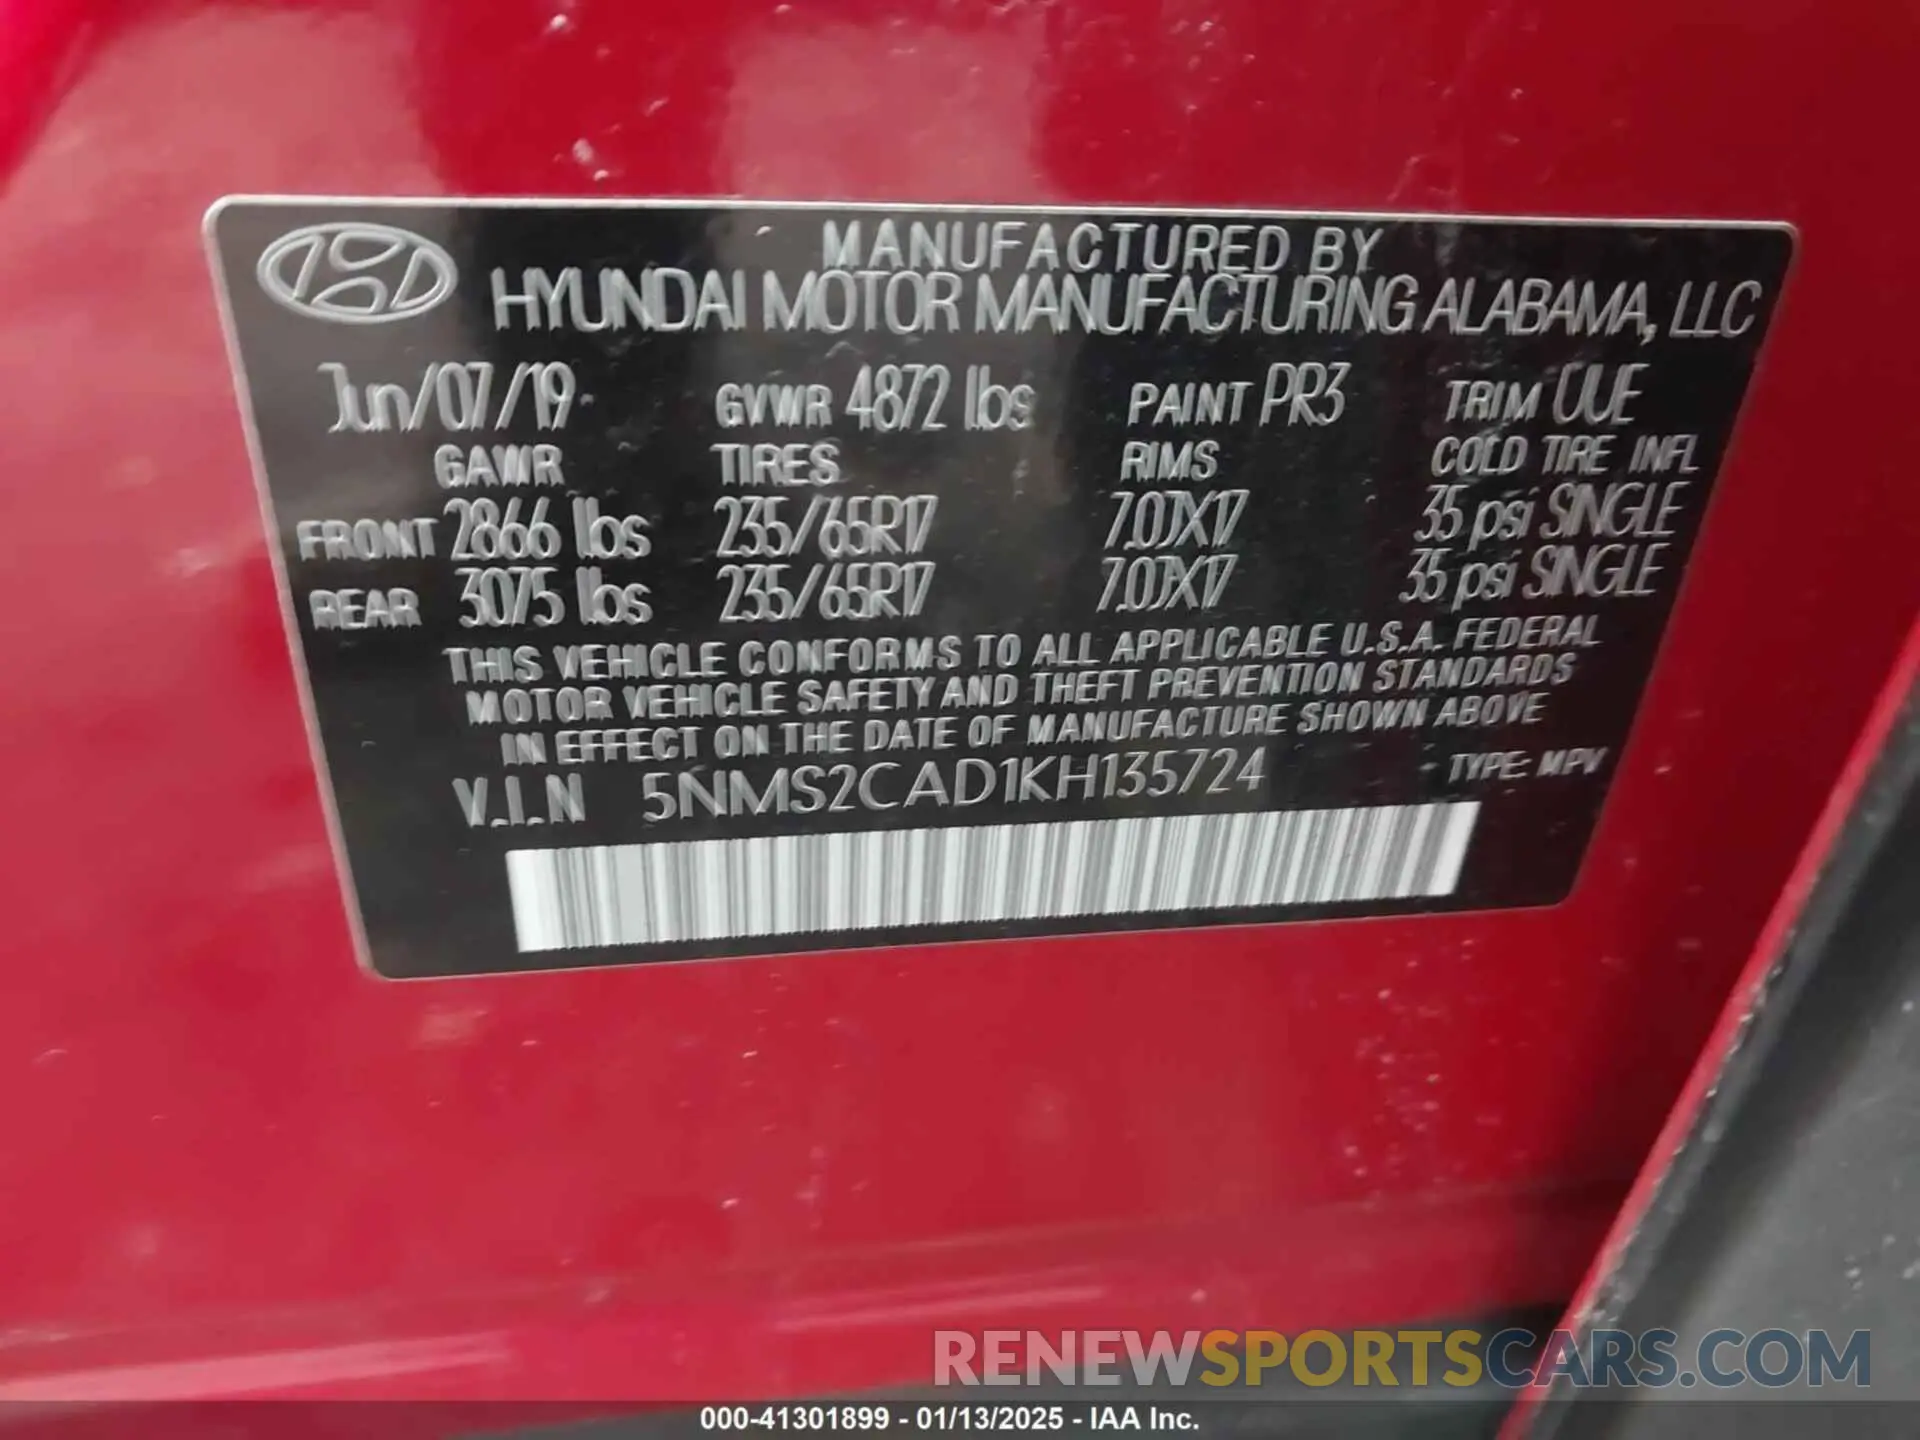 MANUFACTURED BY
HYUNDAI MOTOR MANUFACTURING ALABAMA, LLC
Jun/07/19 GVWR 4872 lbs PAINT PR3 TRIM UUE
GAWR TIRES RIMS COLD TIRE INFL
FRONT 2866 lbs 235/65R17 7.0JX17 35 psi SINGLE
REAR 3075 lbs 235/65R17 7.0JX17 35 psi SINGLE
THIS VEHICLE CONFORMS TO ALL APPLICABLE U.S.A. FEDERAL
MOTOR VEHICLE SAFETY AND THEFT PREVENTION STANDARDS
IN EFFECT ON THE DATE OF MANUFACTURE SHOWN ABOVE
V.I.N 5NMS2CAD1KH135724 TYPE: MPV
RENEWSPORTSCARS.COM
000-41301899 - 01/13/2025 - IAA Inc.